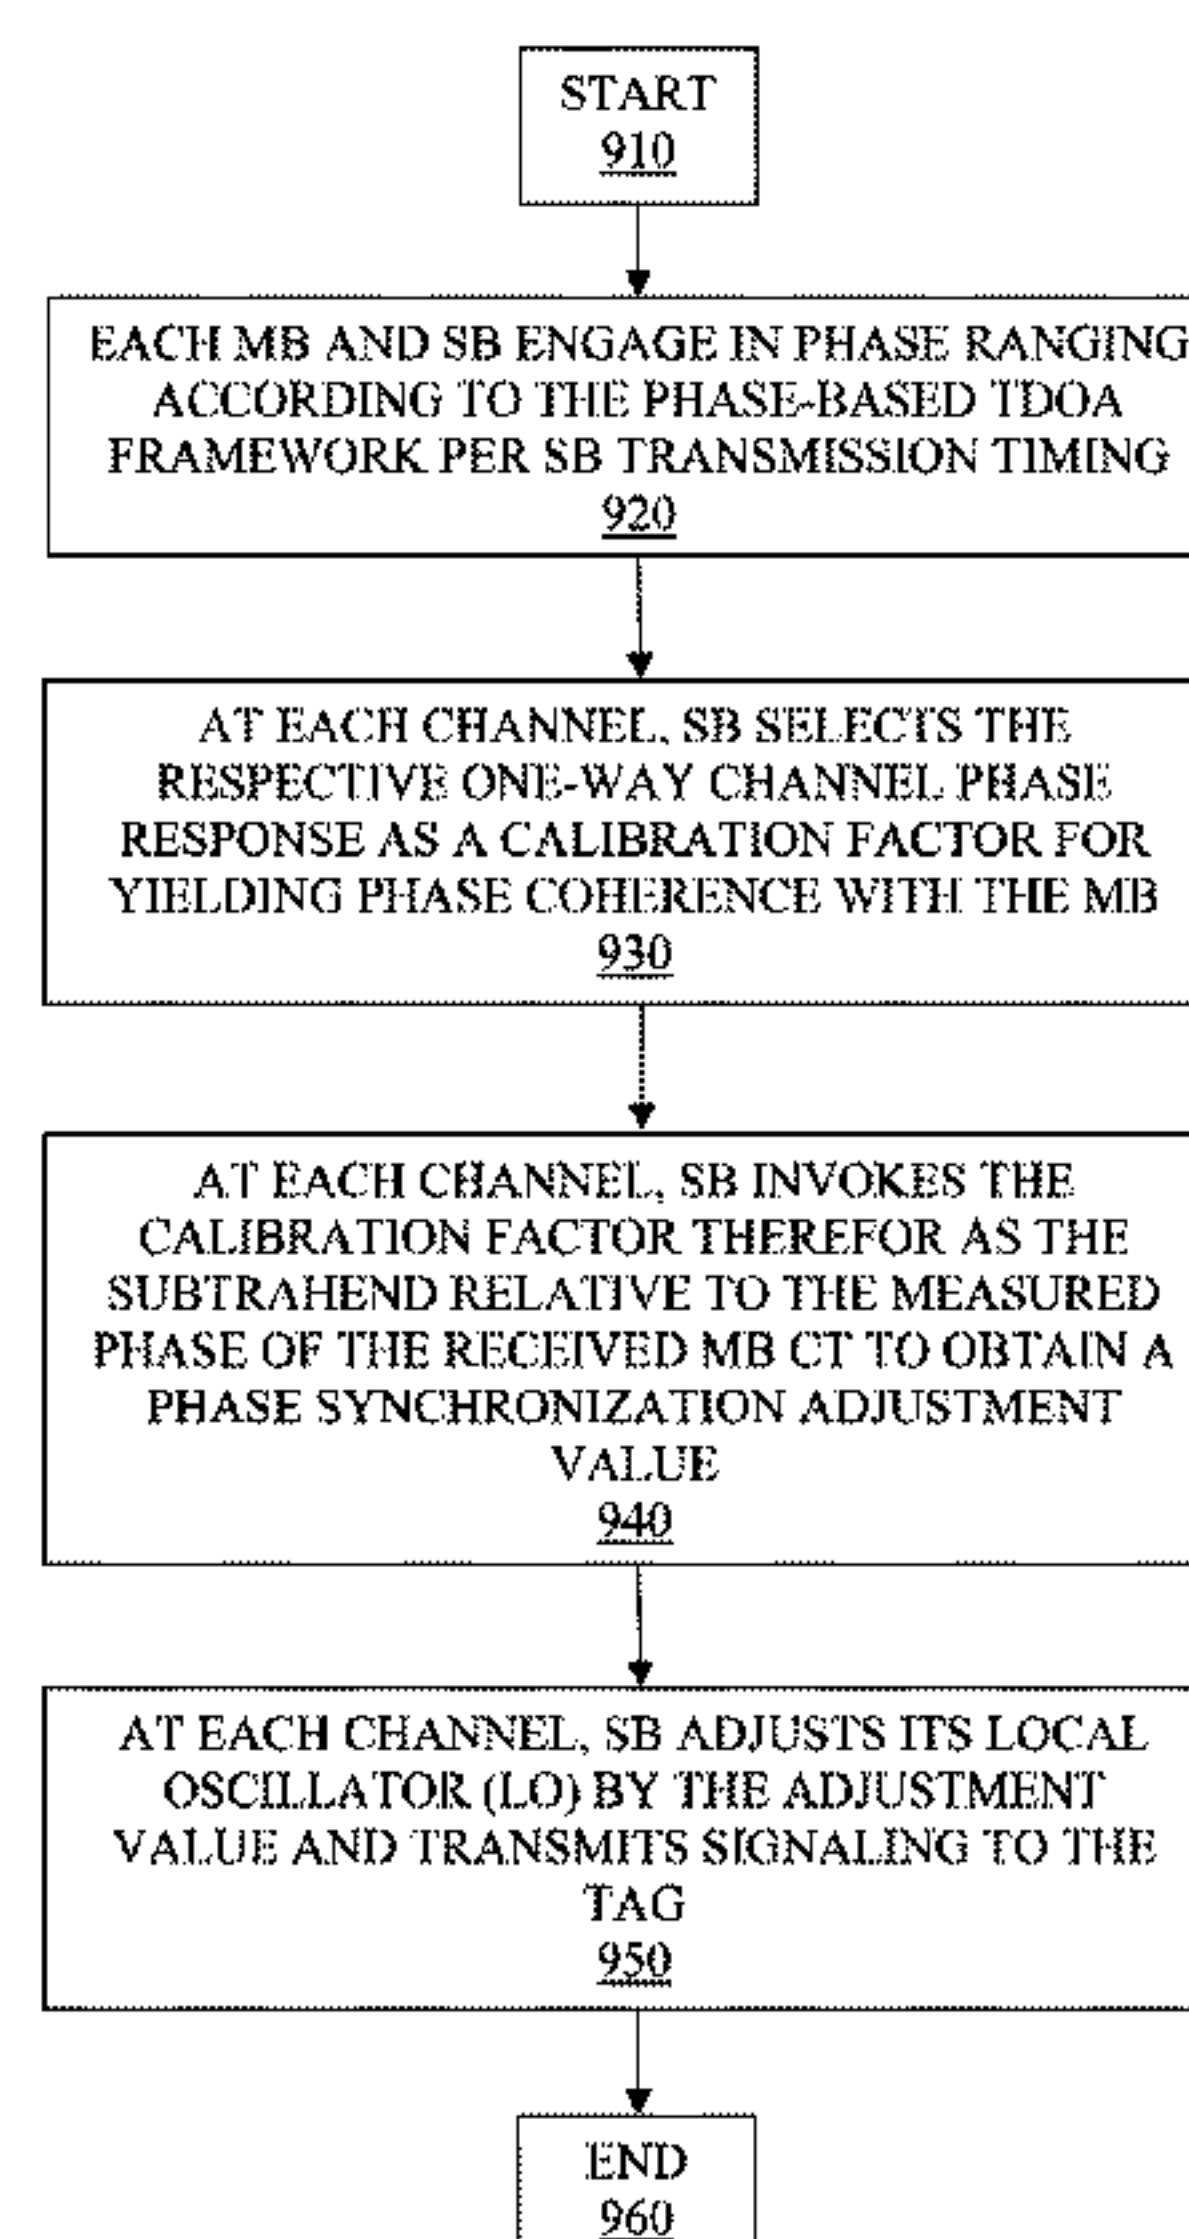 START
910
EACH MB AND SB ENGAGE IN PHASE RANGING
ACCORDING TO THE PHASE-BASED TDOA
FRAMEWORK PER SB TRANSMISSION TIMING
920
AT EACH CHANNEL, SB SELECTS THE
RESPECTIVE ONE-WAY CHANNEL PHASE
RESPONSE AS A CALIBRATION FACTOR FOR
YIELDING PHASE COHERENCE WITH THE MB
930
AT EACH CHANNEL, SB INVOKES THE
CALIBRATION FACTOR THEREFOR AS THE
SUBTRAHEND RELATIVE TO THE MEASURED
PHASE OF THE RECEIVED MB CT TO OBTAIN A
PHASE SYNCHRONIZATION ADJUSTMENT
VALUE
940
AT EACH CHANNEL, SB ADJUSTS ITS LOCAL
OSCILLATOR (LO) BY THE ADJUSTMENT
VALUE AND TRANSMITS SIGNALING TO THE
TAG
950
END
960